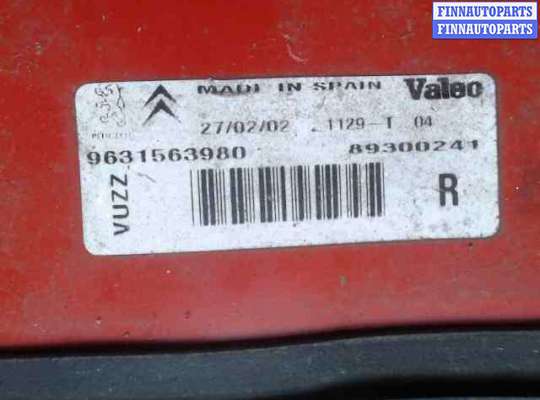 FINNAUTOPARTS
FINNAUTOPARTS
MADE IN SPAIN Valeo
27/02/02 1129-T 04
9631563980 89300241
VUZZ
R